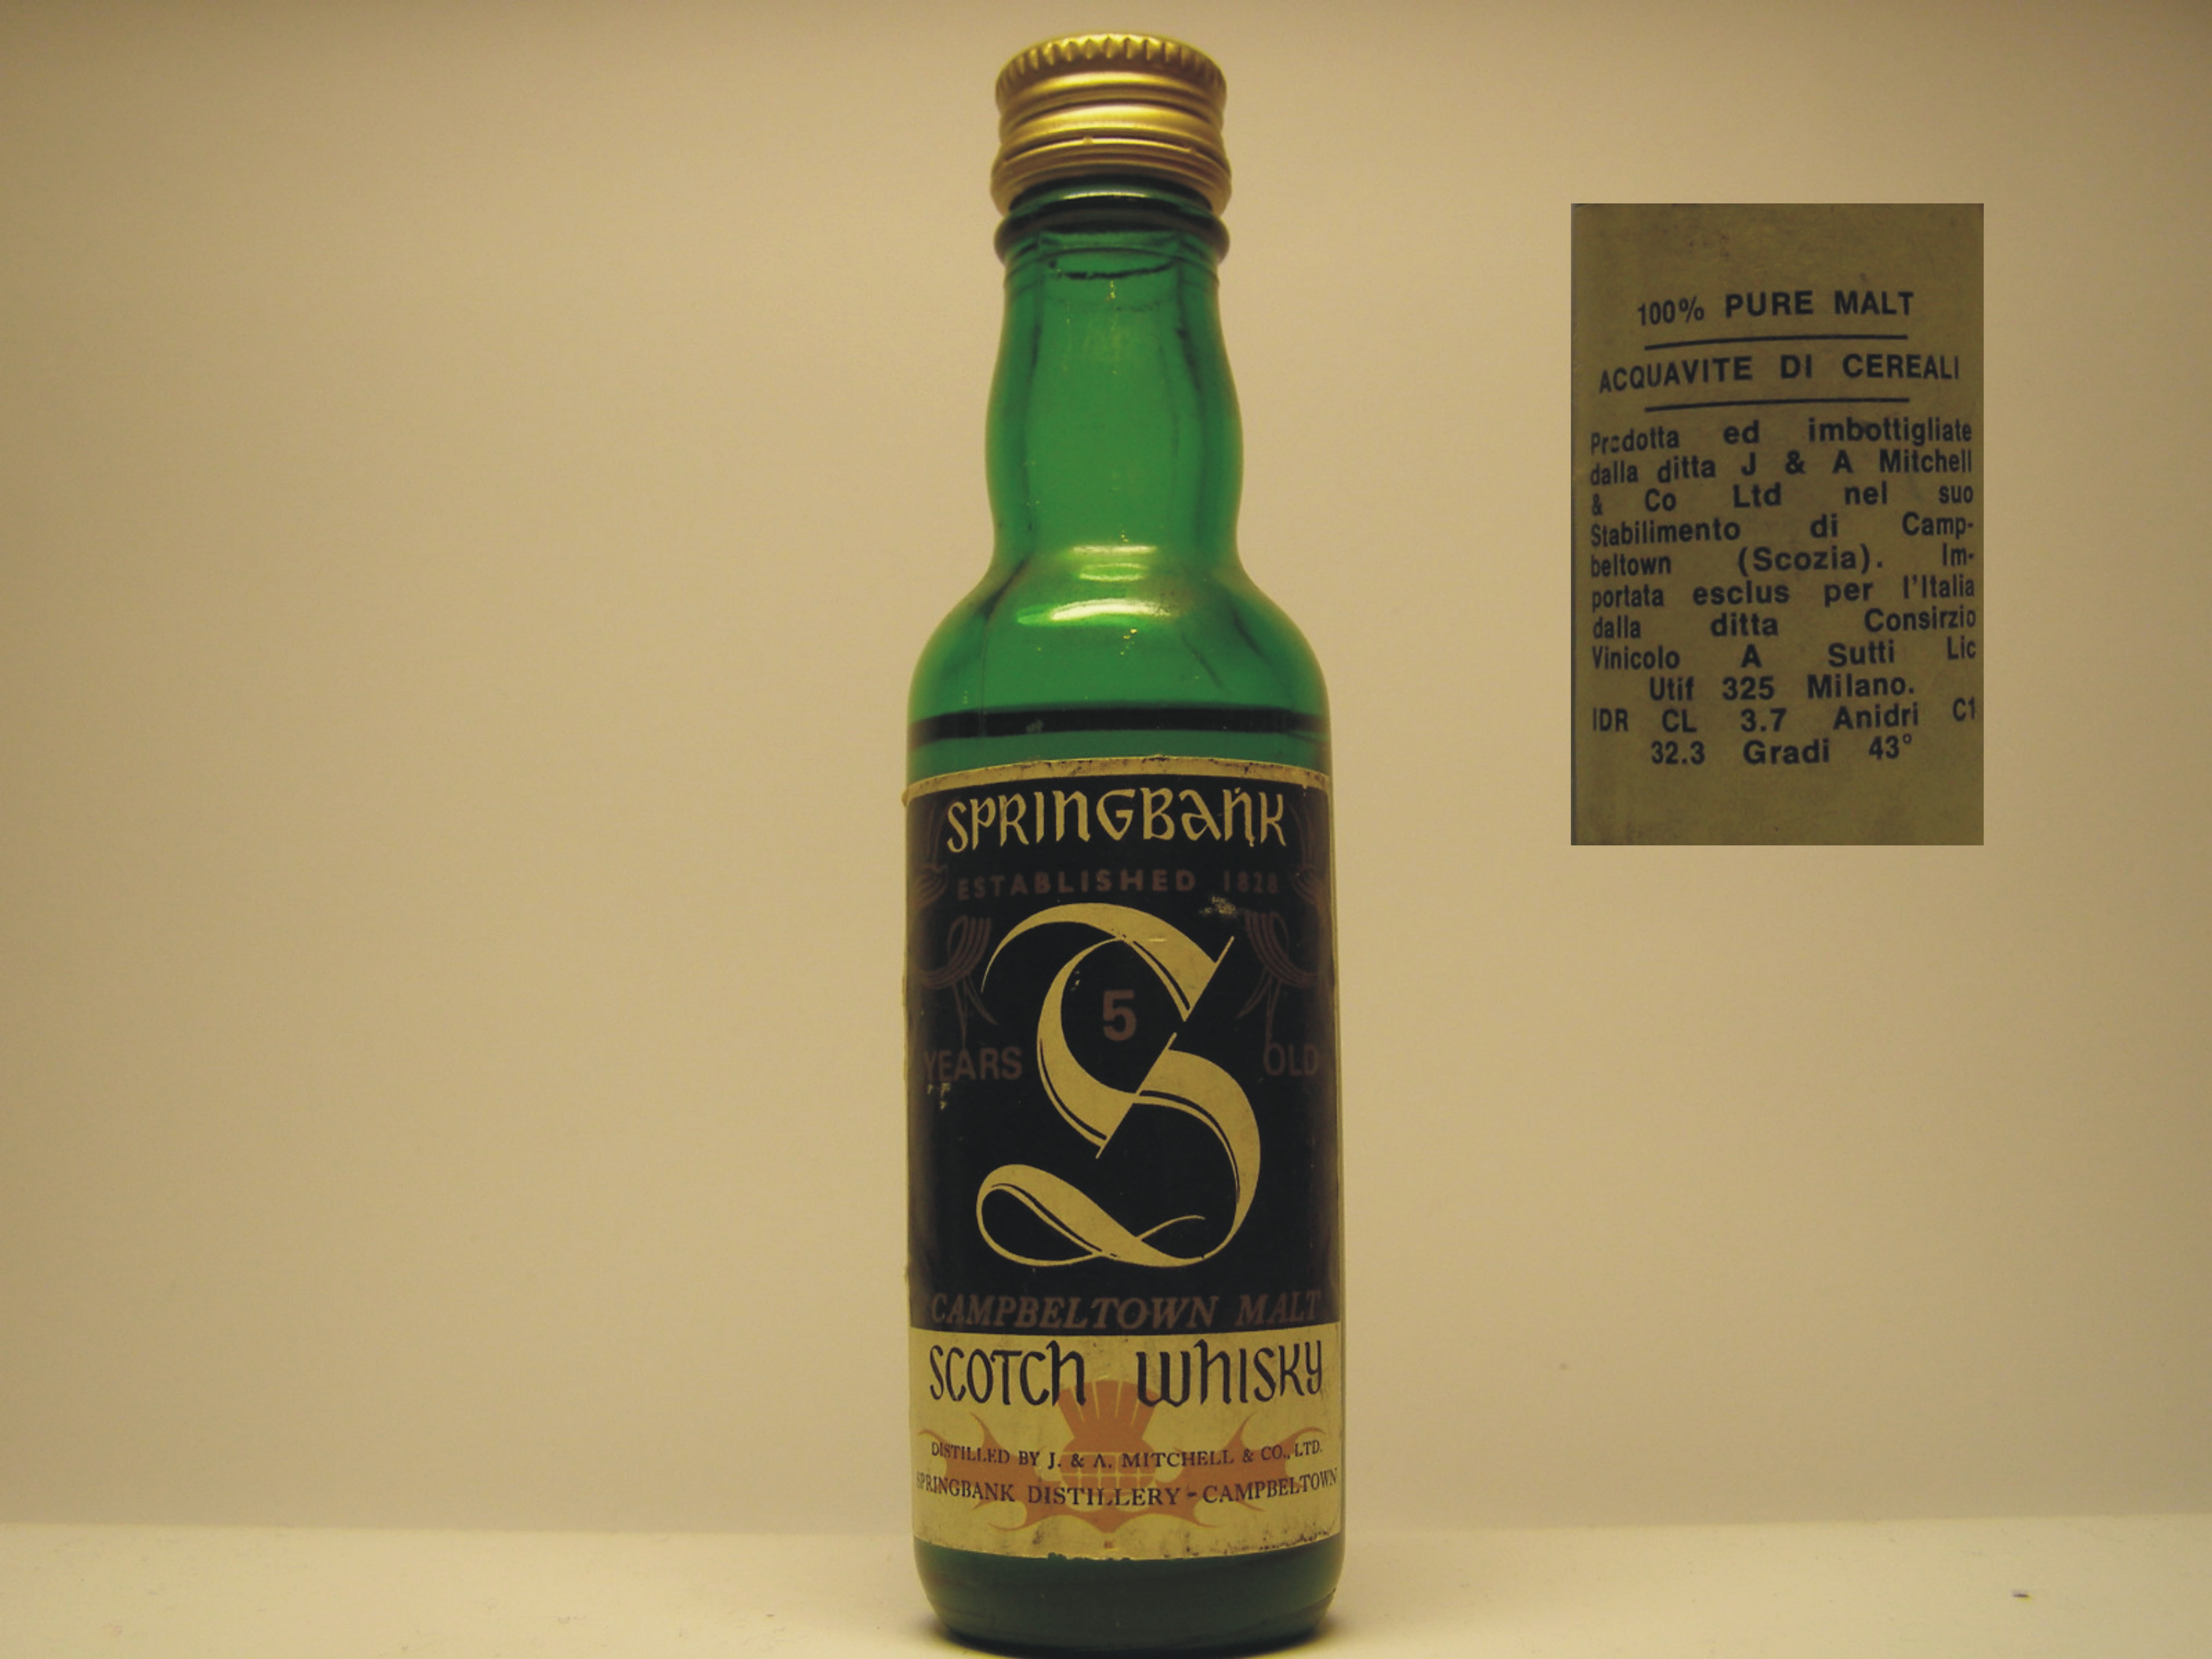 SPRINGBANK
ESTABLISHED 1828
S
5
YEARS OLD
CAMPBELTOWN MALT
SCOTCH WHISKY
DISTILLED BY J. & A. MITCHELL & CO., LTD.
SPRINGBANK DISTILLERY - CAMPBELTOWN
100% PURE MALT
ACQUAVITE DI CEREALI
Prodotta ed imbottigliate
dalla ditta J & A Mitchell
& Co Ltd nel suo
Stabilimento di Camp-
beltown (Scozia). Im-
portata esclus per l'Italia
dalla ditta Consirzio
Vinicolo A Sutti Lic
Utif 325 Milano.
IDR CL 3.7 Anidri C1
32.3 Gradi 43°